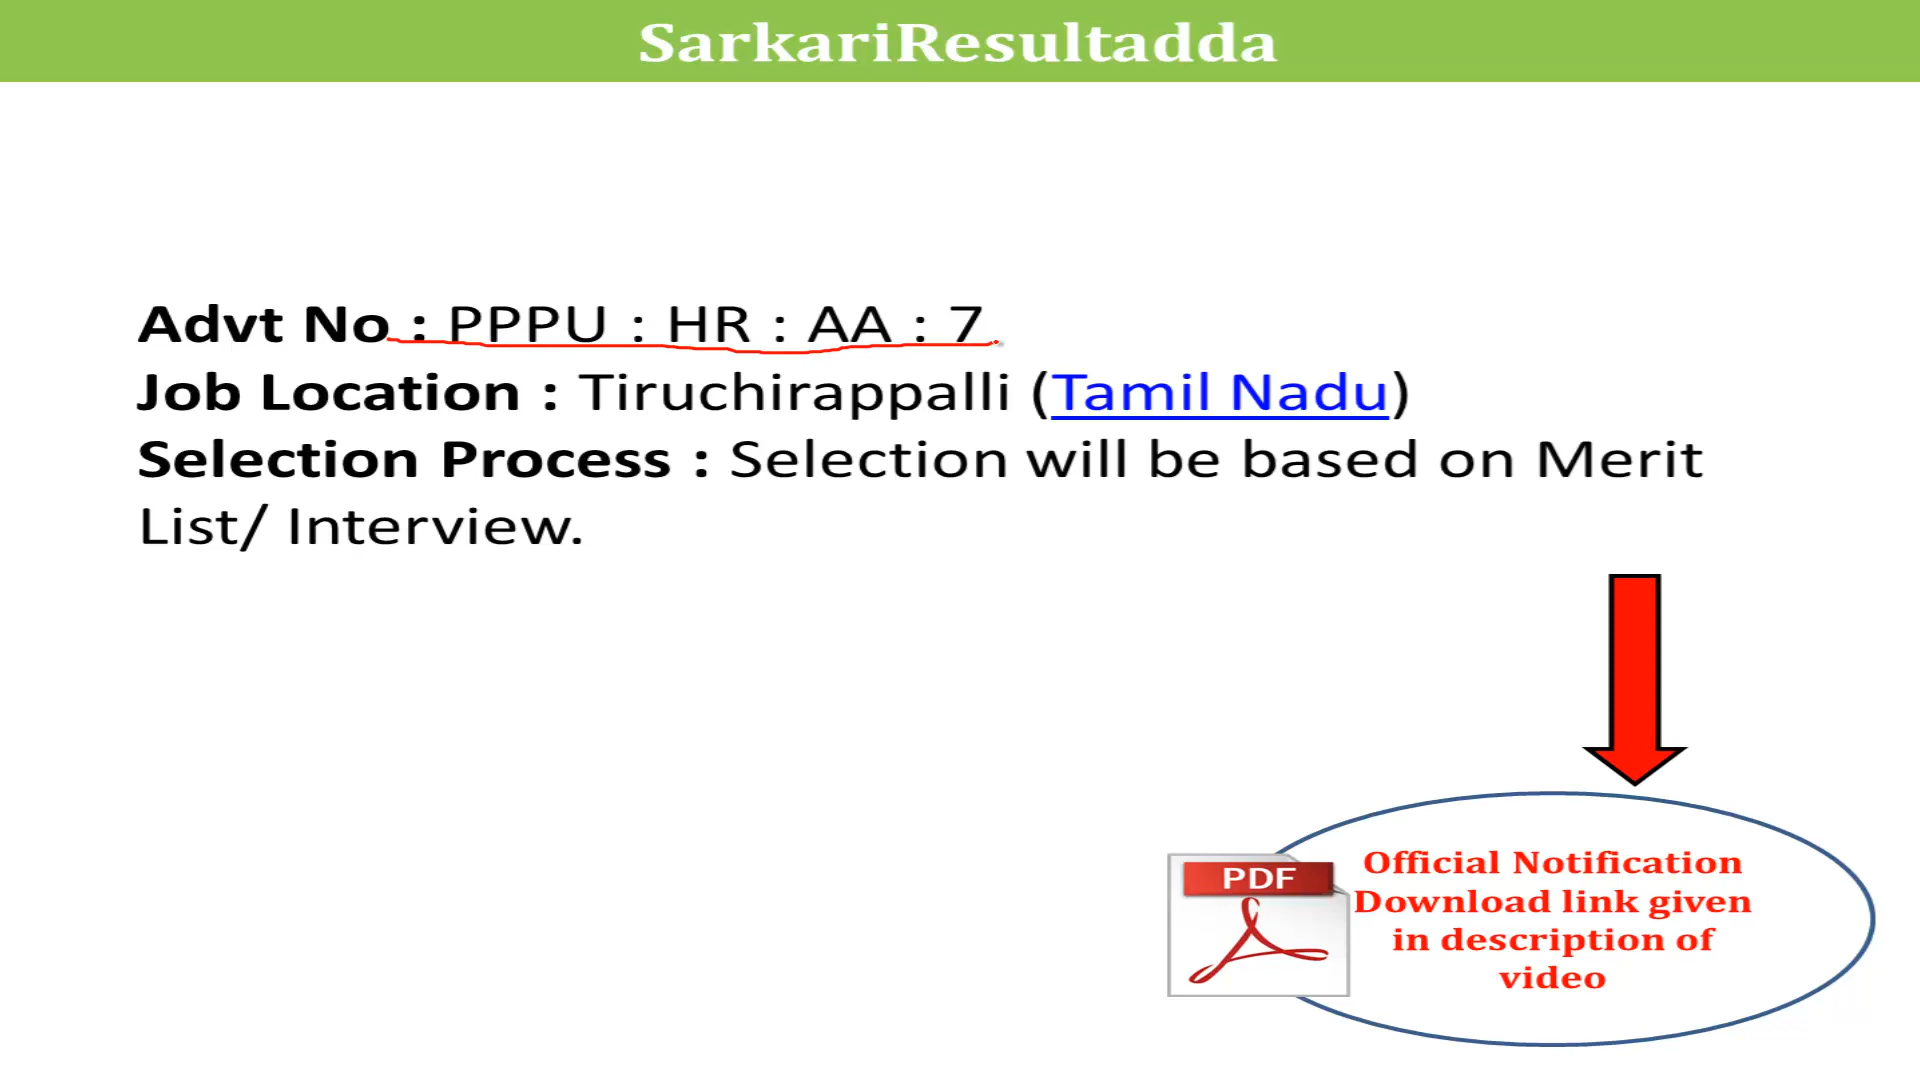 SarkariResultadda
Advt No : PPPU : HR : AA : 7
Job Location : Tiruchirappalli (Tamil Nadu)
Selection Process : Selection will be based on Merit
List/ Interview.
PDF
Official Notification
Download link given
in description of
video